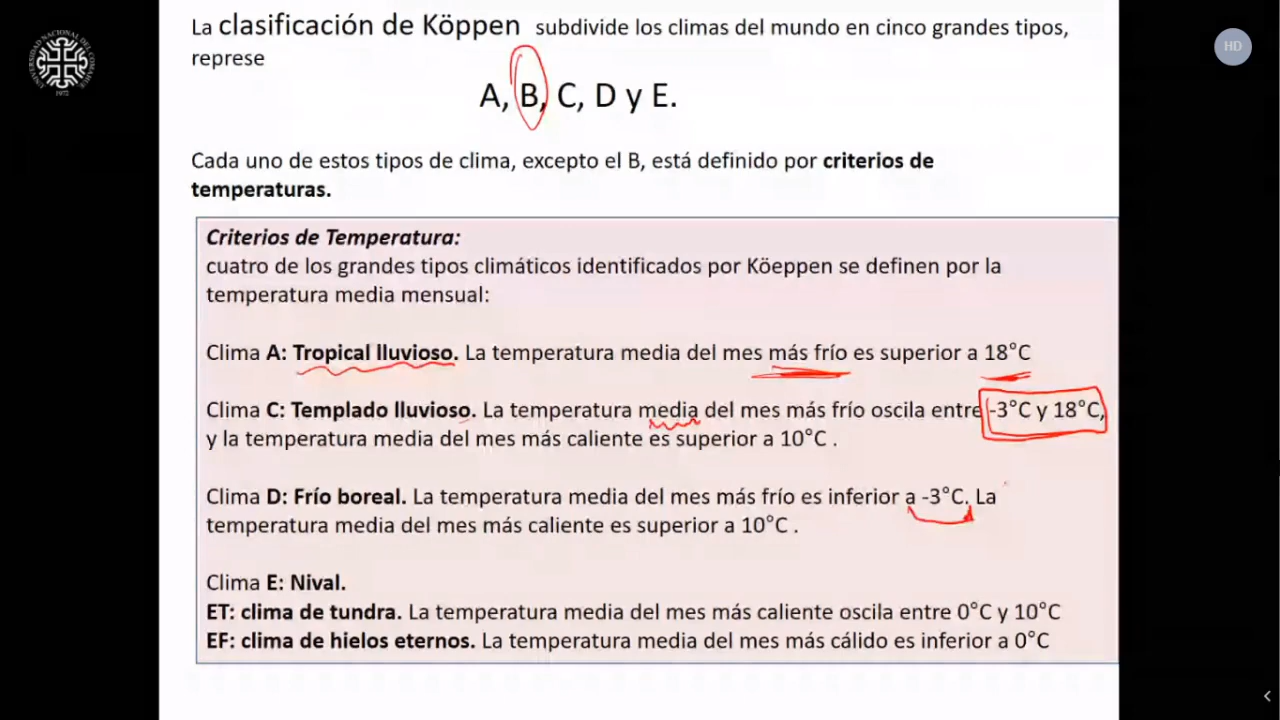 La clasificación de Köppen subdivide los climas del mundo en cinco grandes tipos,
represe
A, B, C, D y E.
Cada uno de estos tipos de clima, excepto el B, está definido por criterios de
temperaturas.
Criterios de Temperatura:
cuatro de los grandes tipos climáticos identificados por Köeppen se definen por la
temperatura media mensual:
Clima A: Tropical lluvioso. La temperatura media del mes más frío es superior a 18°C
Clima C: Templado lluvioso. La temperatura media del mes más frío oscila entre -3°C y 18°C,
y la temperatura media del mes más caliente es superior a 10°C .
Clima D: Frío boreal. La temperatura media del mes más frío es inferior a -3°C. La
temperatura media del mes más caliente es superior a 10°C .
Clima E: Nival.
ET: clima de tundra. La temperatura media del mes más caliente oscila entre 0°C y 10°C
EF: clima de hielos eternos. La temperatura media del mes más cálido es inferior a 0°C
UNIVERSIDAD NACIONAL DEL COMAHUE
1972
HD